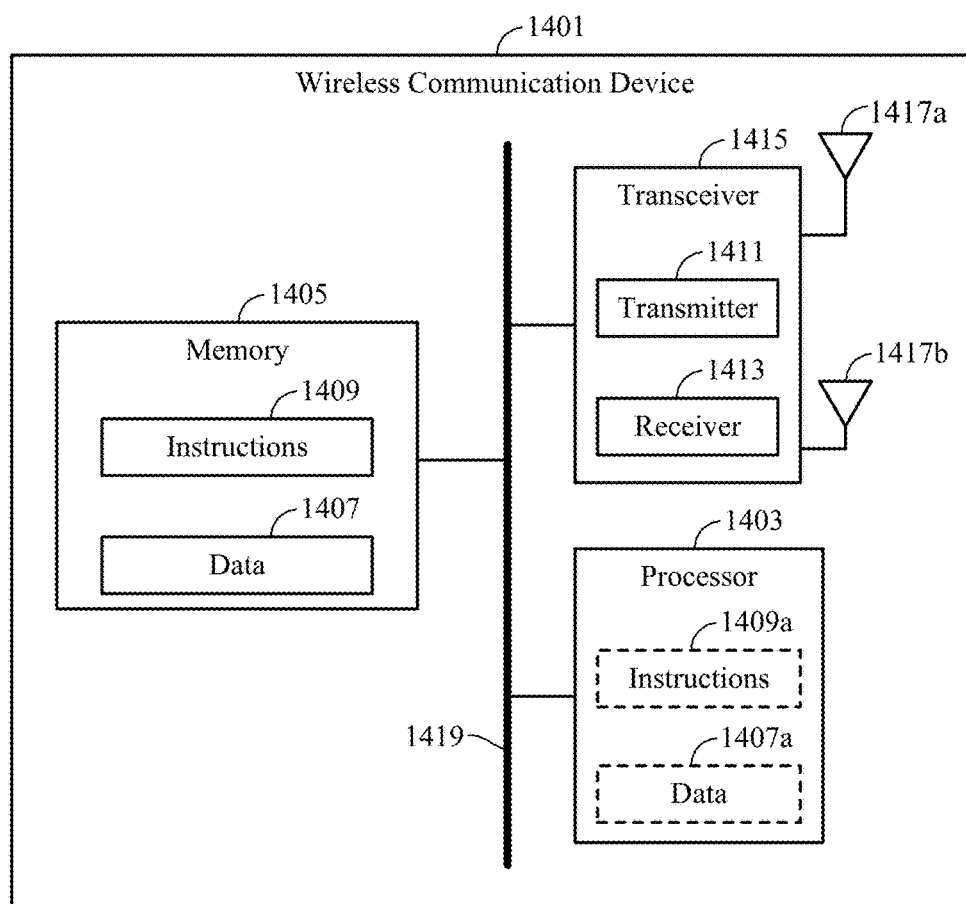 1401
Wireless Communication Device
1417a
1415
Transceiver
1411
Transmitter
1405
Memory
1417b
1413
Receiver
1409
Instructions
1407
Data
1403
Processor
1409a
Instructions
1419
1407a
Data